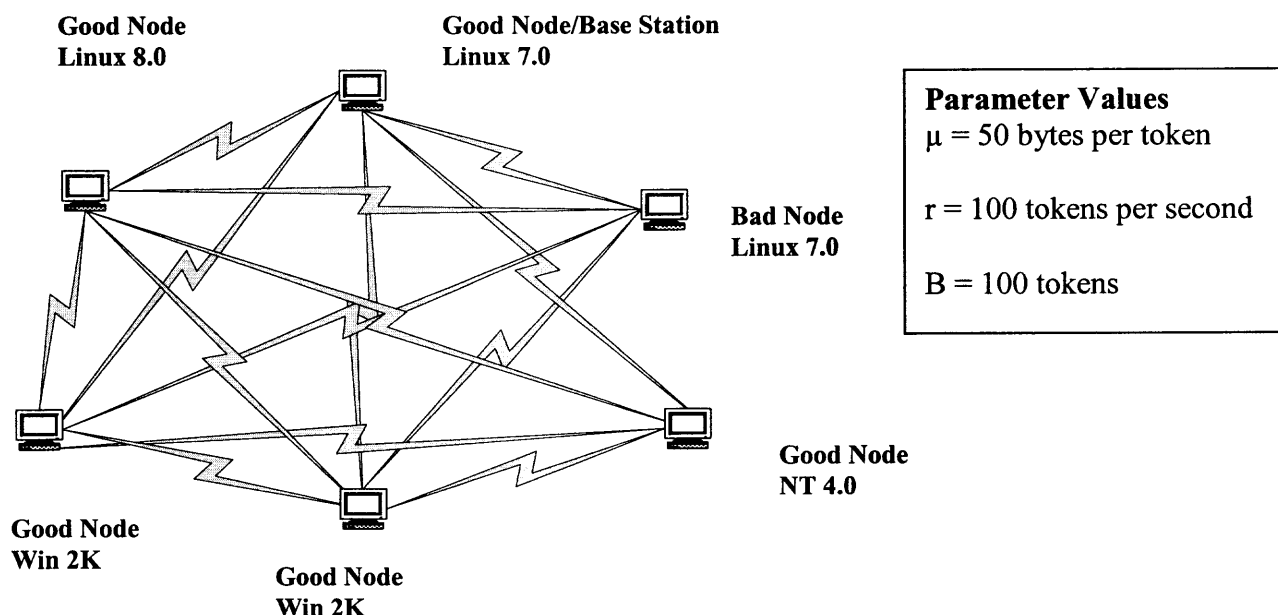 Good Node
Linux 8.0
Good Node/Base Station
Linux 7.0
Parameter Values
μ = 50 bytes per token
r = 100 tokens per second
B = 100 tokens
Bad Node
Linux 7.0
Good Node
NT 4.0
Good Node
Win 2K
Good Node
Win 2K